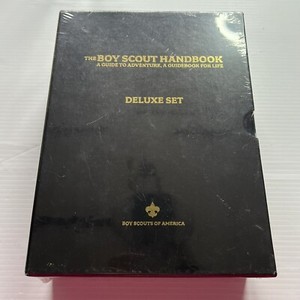 THE BOY SCOUT HANDBOOK
A GUIDE TO ADVENTURE, A GUIDEBOOK FOR LIFE
DELUXE SET
BOY SCOUTS OF AMERICA